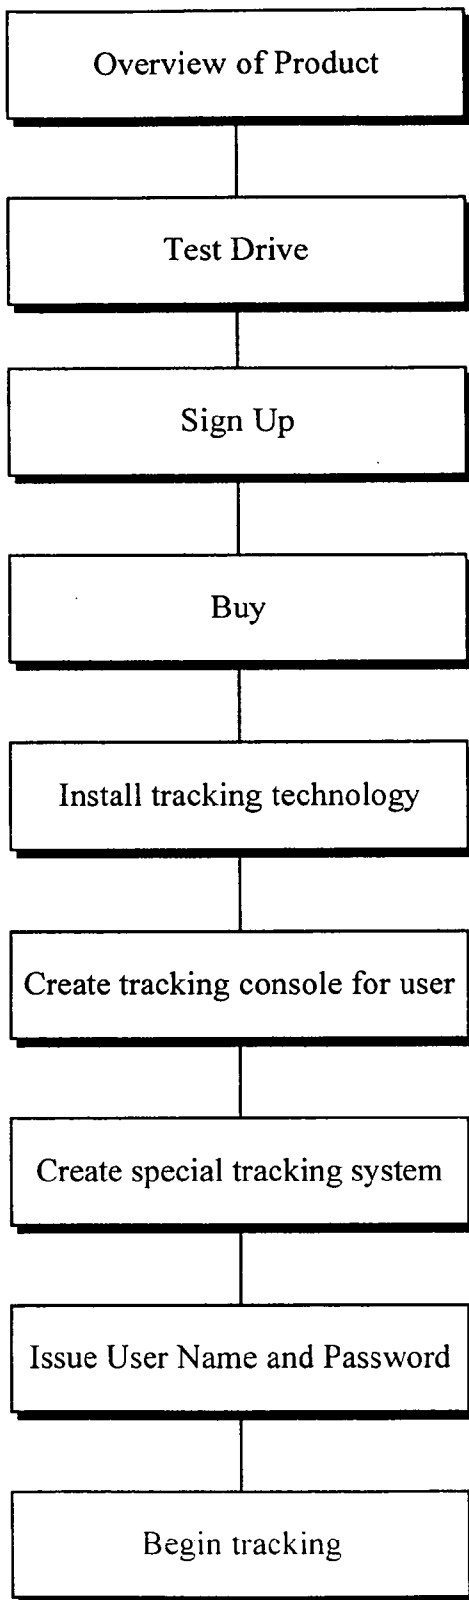 Overview of Product
Test Drive
Sign Up
Buy
Install tracking technology
Create tracking console for user
Create special tracking system
Issue User Name and Password
Begin tracking